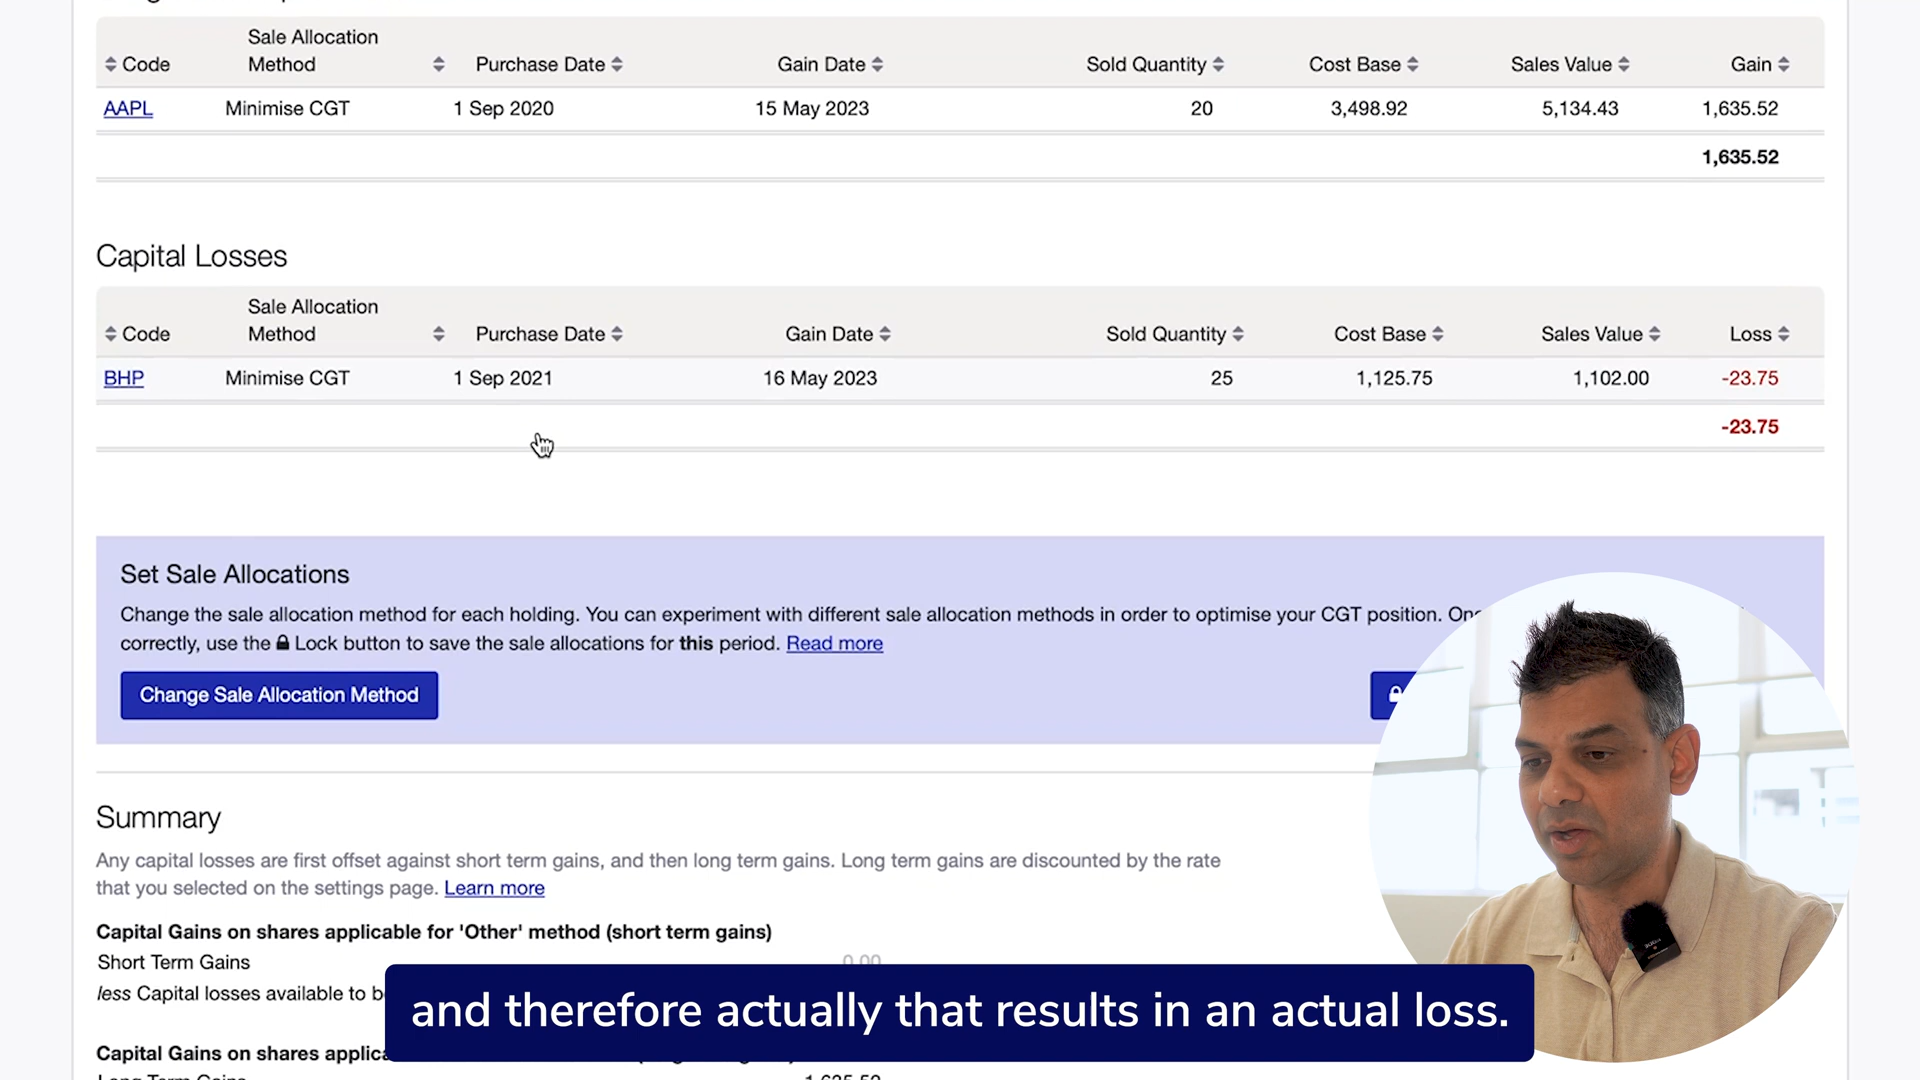 Code Sale Allocation Method Purchase Date Gain Date Sold Quantity Cost Base Sales Value Gain
AAPL Minimise CGT 1 Sep 2020 15 May 2023 20 3,498.92 5,134.43 1,635.52
1,635.52
Capital Losses
Code Sale Allocation Method Purchase Date Gain Date Sold Quantity Cost Base Sales Value Loss
BHP Minimise CGT 1 Sep 2021 16 May 2023 25 1,125.75 1,102.00 -23.75
-23.75
Set Sale Allocations
Change the sale allocation method for each holding. You can experiment with different sale allocation methods in order to optimise your CGT position.
correctly, use the Lock button to save the sale allocations for this period. Read more
Change Sale Allocation Method
Summary
Any capital losses are first offset against short term gains, and then long term gains. Long term gains are discounted by the rate
that you selected on the settings page. Learn more
Capital Gains on shares applicable for 'Other' method (short term gains)
Short Term Gains 0.00
less Capital losses available to
and therefore actually that results in an actual loss.
Capital Gains on shares
Long Term Gains 1,635.52